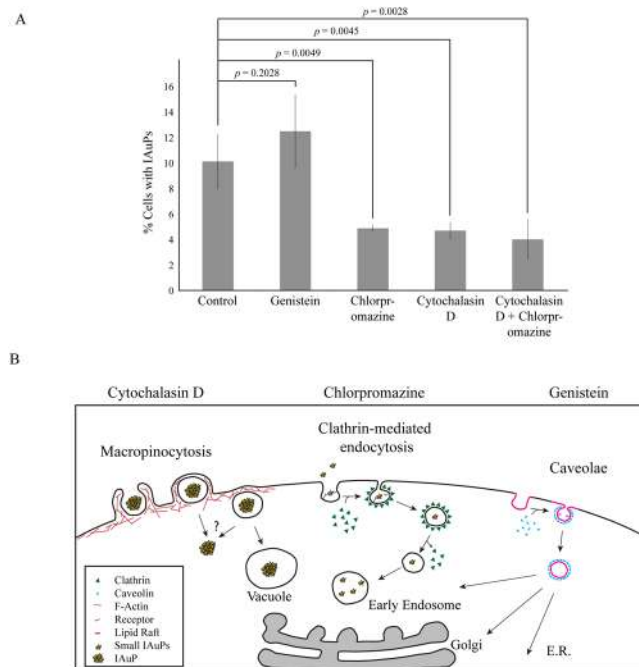 A
p = 0.0028
p = 0.0045
p = 0.0049
p = 0.2028
% Cells with IAuPs
16
14
12
10
8
6
4
2
0
Control
Genistein
Chlorpr-
omazine
Cytochalasin
D
Cytochalasin
D + Chlorpr-
omazine
B
Cytochalasin D
Chlorpromazine
Genistein
Macropinocytosis
Clathrin-mediated
endocytosis
Caveolae
?
Vacuole
Early Endosome
Golgi
E.R.
Clathrin
Caveolin
F-Actin
Receptor
Lipid Raft
Small IAuPs
IAuP